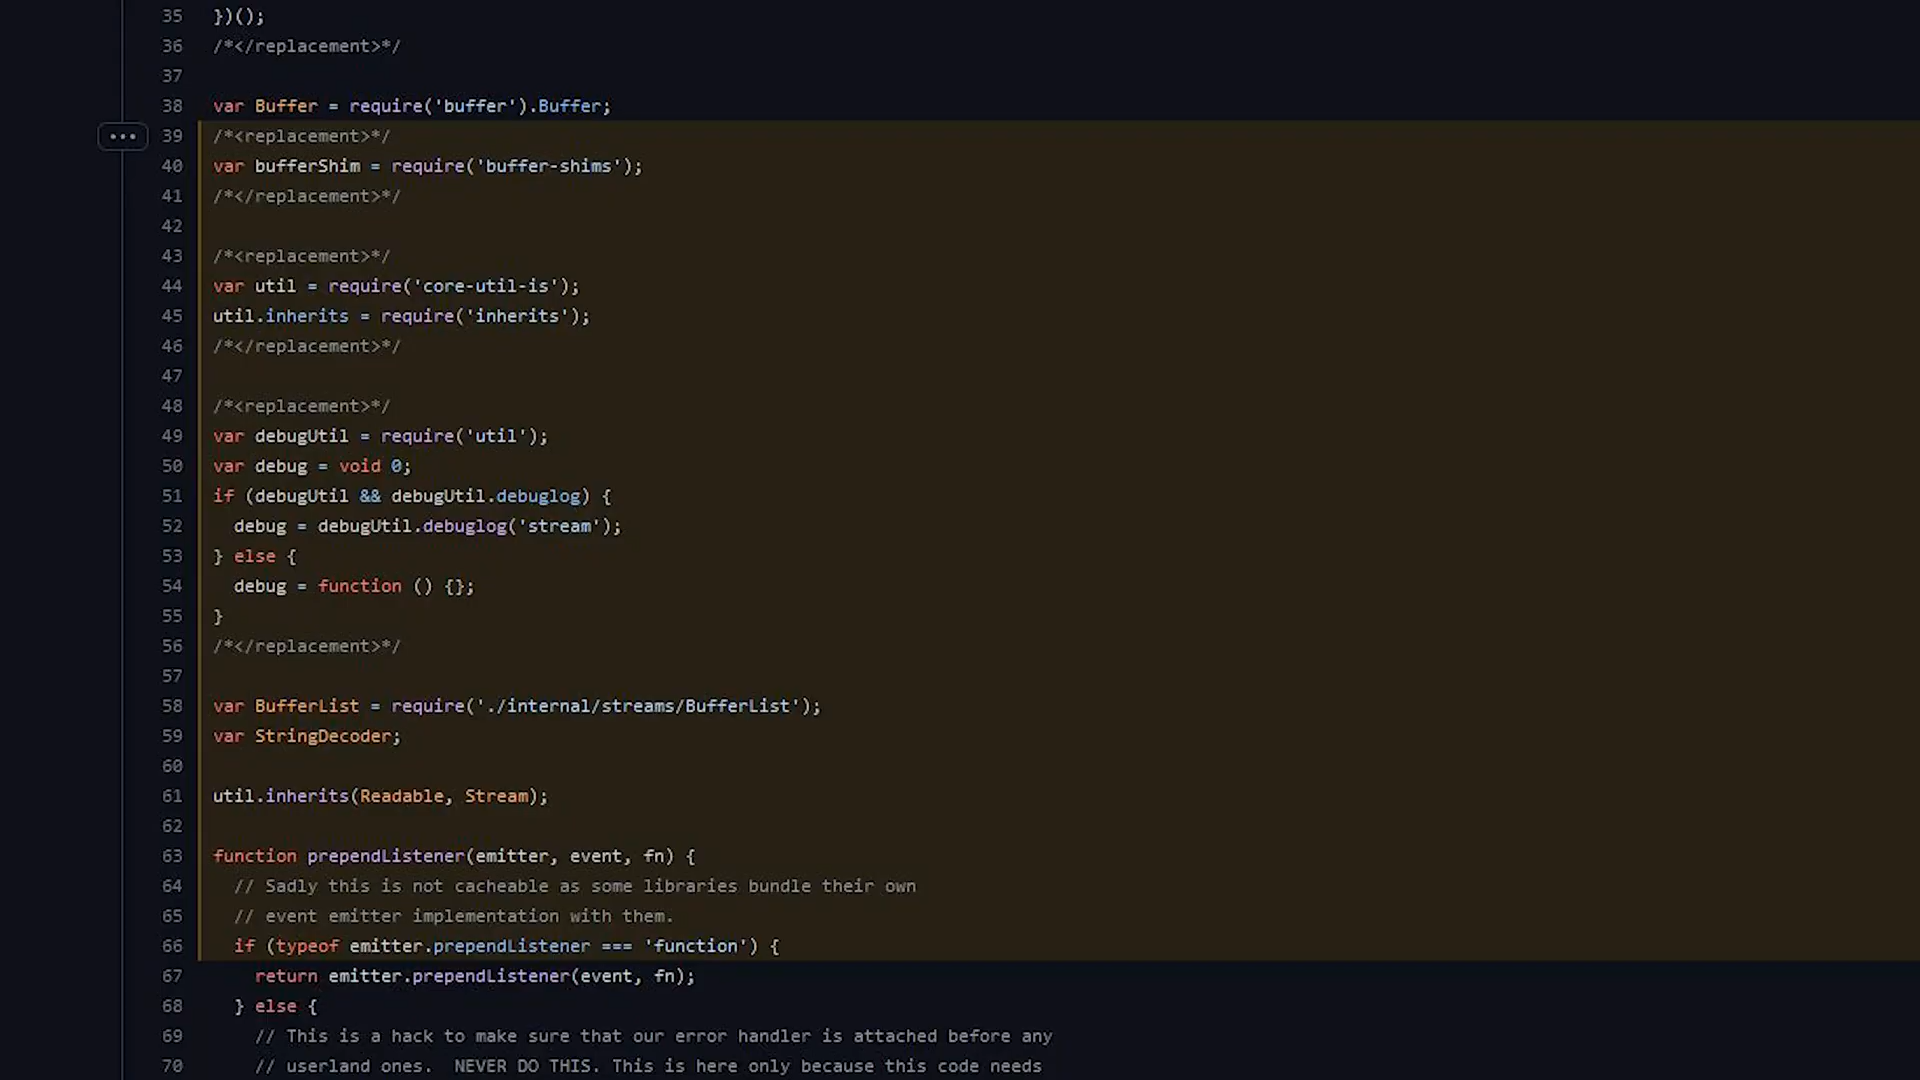 35 })();
36 /*</replacement>*/
37
38 var Buffer = require('buffer').Buffer;
39 /*<replacement>*/
40 var bufferShim = require('buffer-shims');
41 /*</replacement>*/
42
43 /*<replacement>*/
44 var util = require('core-util-is');
45 util.inherits = require('inherits');
46 /*</replacement>*/
47
48 /*<replacement>*/
49 var debugUtil = require('util');
50 var debug = void 0;
51 if (debugUtil && debugUtil.debuglog) {
52   debug = debugUtil.debuglog('stream');
53 } else {
54   debug = function () {};
55 }
56 /*</replacement>*/
57
58 var BufferList = require('./internal/streams/BufferList');
59 var StringDecoder;
60
61 util.inherits(Readable, Stream);
62
63 function prependListener(emitter, event, fn) {
64   // Sadly this is not cacheable as some libraries bundle their own
65   // event emitter implementation with them.
66   if (typeof emitter.prependListener === 'function') {
67     return emitter.prependListener(event, fn);
68   } else {
69     // This is a hack to make sure that our error handler is attached before any
70     // userland ones.  NEVER DO THIS. This is here only because this code needs